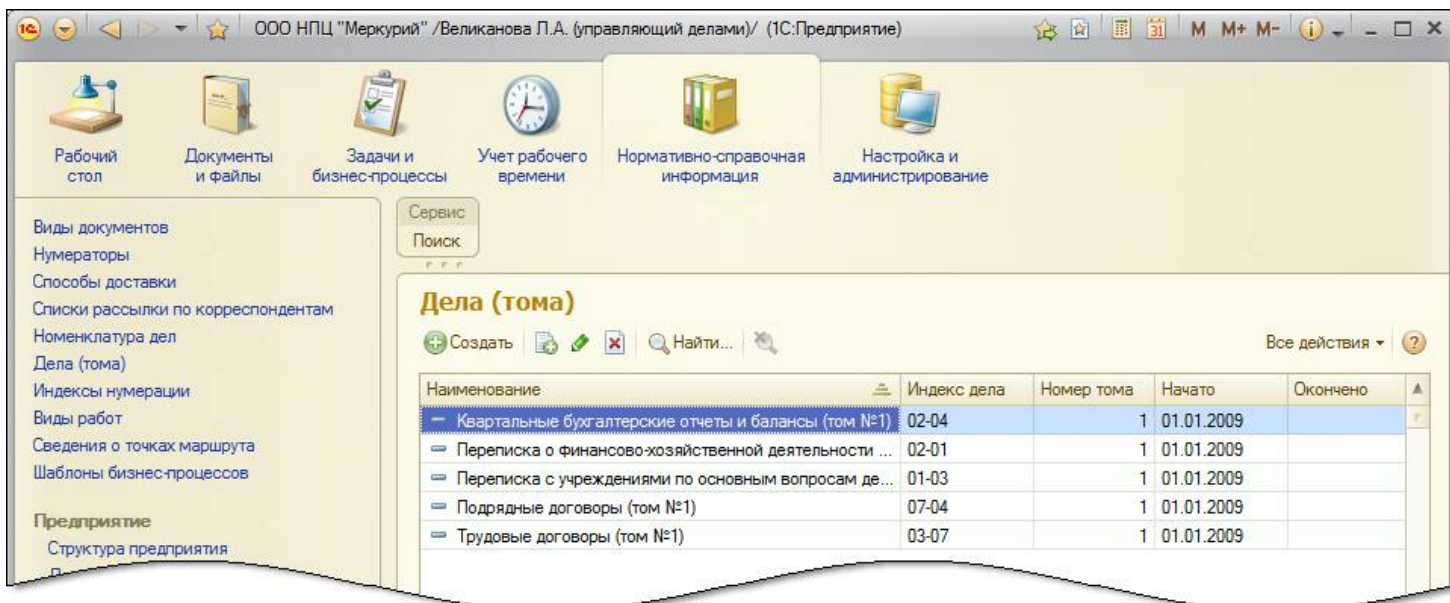 ООО НПЦ "Меркурий" /Великанова Л.А. (управляющий делами)/ (1С:Предприятие)
31 M M+ M-
Рабочий стол
Документы и файлы
Задачи и бизнес-процессы
Учет рабочего времени
Нормативно-справочная информация
Настройка и администрирование
Виды документов
Нумераторы
Способы доставки
Списки рассылки по корреспондентам
Номенклатура дел
Дела (тома)
Индексы нумерации
Виды работ
Сведения о точках маршрута
Шаблоны бизнес-процессов
Предприятие
Структура предприятия
Сервис
Поиск
Дела (тома)
Создать Найти... Все действия
Наименование Индекс дела Номер тома Начато Окончено
Квартальные бухгалтерские отчеты и балансы (том №1) 02-04 1 01.01.2009
Переписка о финансово-хозяйственной деятельности ... 02-01 1 01.01.2009
Переписка с учреждениями по основным вопросам де... 01-03 1 01.01.2009
Подрядные договоры (том №1) 07-04 1 01.01.2009
Трудовые договоры (том №1) 03-07 1 01.01.2009